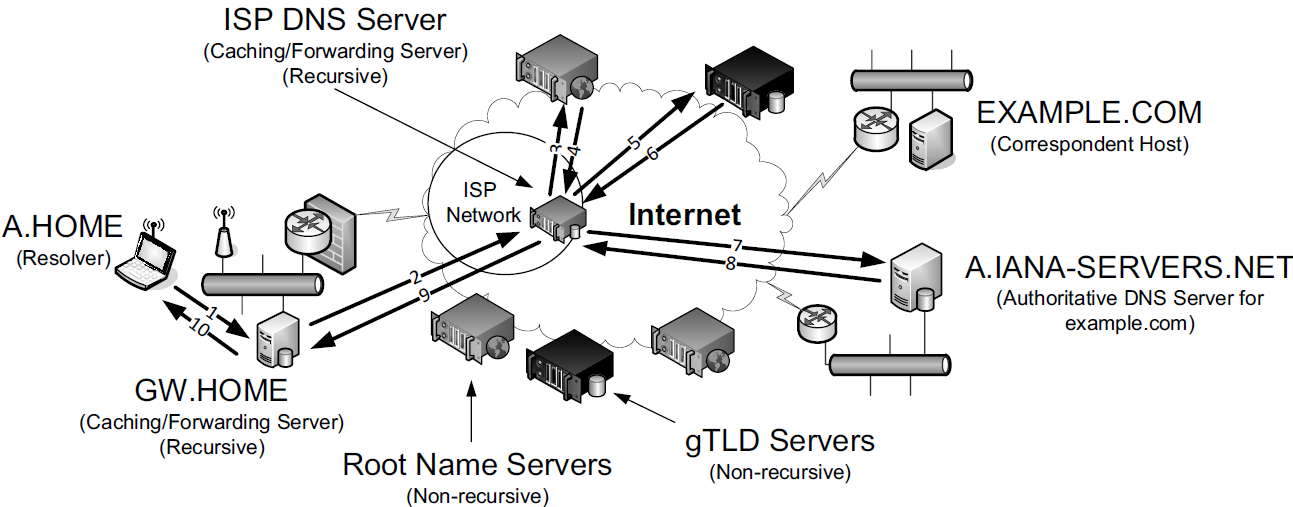 ISP DNS Server
(Caching/Forwarding Server)
(Recursive)
EXAMPLE.COM
(Correspondent Host)
3
4
5
6
ISP
Network
Internet
A.HOME
(Resolver)
7
8
A.IANA-SERVERS.NET
(Authoritative DNS Server for
example.com)
2
9
1
10
GW.HOME
(Caching/Forwarding Server)
(Recursive)
Root Name Servers
(Non-recursive)
gTLD Servers
(Non-recursive)